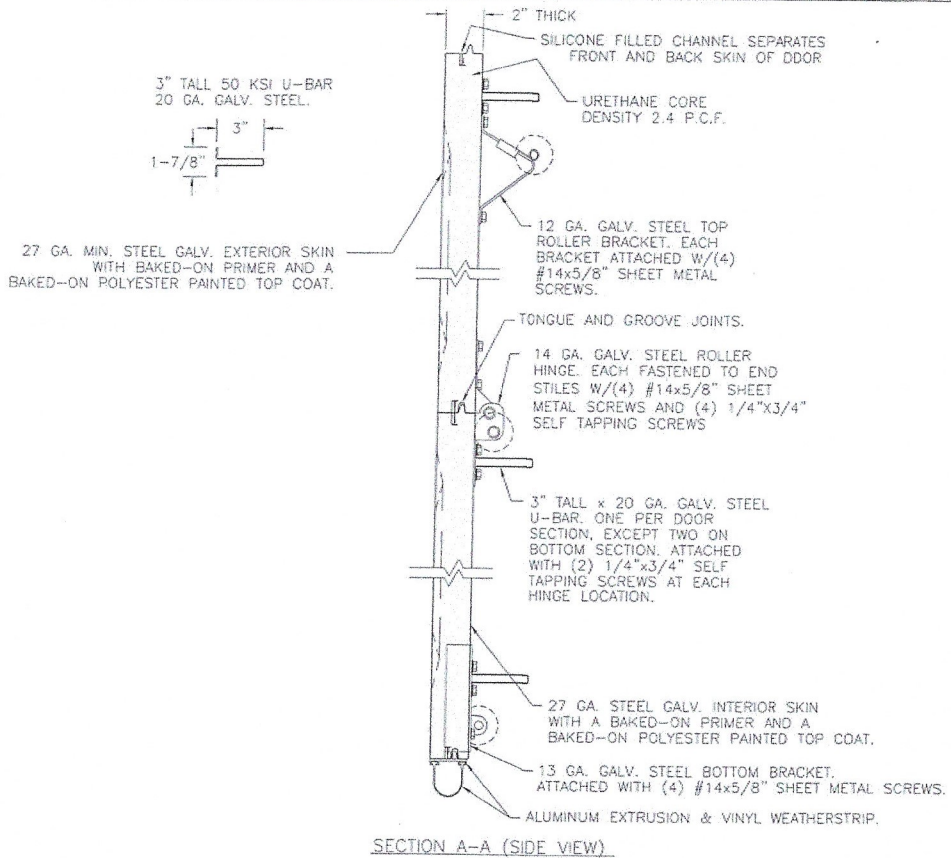 2" THICK
SILICONE FILLED CHANNEL SEPARATES
FRONT AND BACK SKIN OF DDOR
3" TALL 50 KSI U-BAR
20 GA. GALV. STEEL.
3"
1-7/8"
URETHANE CORE
DENSITY 2.4 P.C.F.
27 GA. MIN. STEEL GALV. EXTERIOR SKIN
WITH BAKED-ON PRIMER AND A
BAKED-ON POLYESTER PAINTED TOP COAT.
12 GA. GALV. STEEL TOP
ROLLER BRACKET. EACH
BRACKET ATTACHED W/(4)
#14x5/8" SHEET METAL
SCREWS.
TONGUE AND GROOVE JOINTS.
14 GA. GALV. STEEL ROLLER
HINGE. EACH FASTENED TO END
STILES W/(4) #14x5/8" SHEET
METAL SCREWS AND (4) 1/4"X3/4"
SELF TAPPING SCREWS
3" TALL x 20 GA. GALV. STEEL
U-BAR. ONE PER DOOR
SECTION, EXCEPT TWO ON
BOTTOM SECTION. ATTACHED
WITH (2) 1/4"x3/4" SELF
TAPPING SCREWS AT EACH
HINGE LOCATION.
27 GA. STEEL GALV. INTERIOR SKIN
WITH A BAKED-ON PRIMER AND A
BAKED-ON POLYESTER PAINTED TOP COAT.
13 GA. GALV. STEEL BOTTOM BRACKET.
ATTACHED WITH (4) #14x5/8" SHEET METAL SCREWS.
ALUMINUM EXTRUSION & VINYL WEATHERSTRIP.
SECTION A-A (SIDE VIEW)